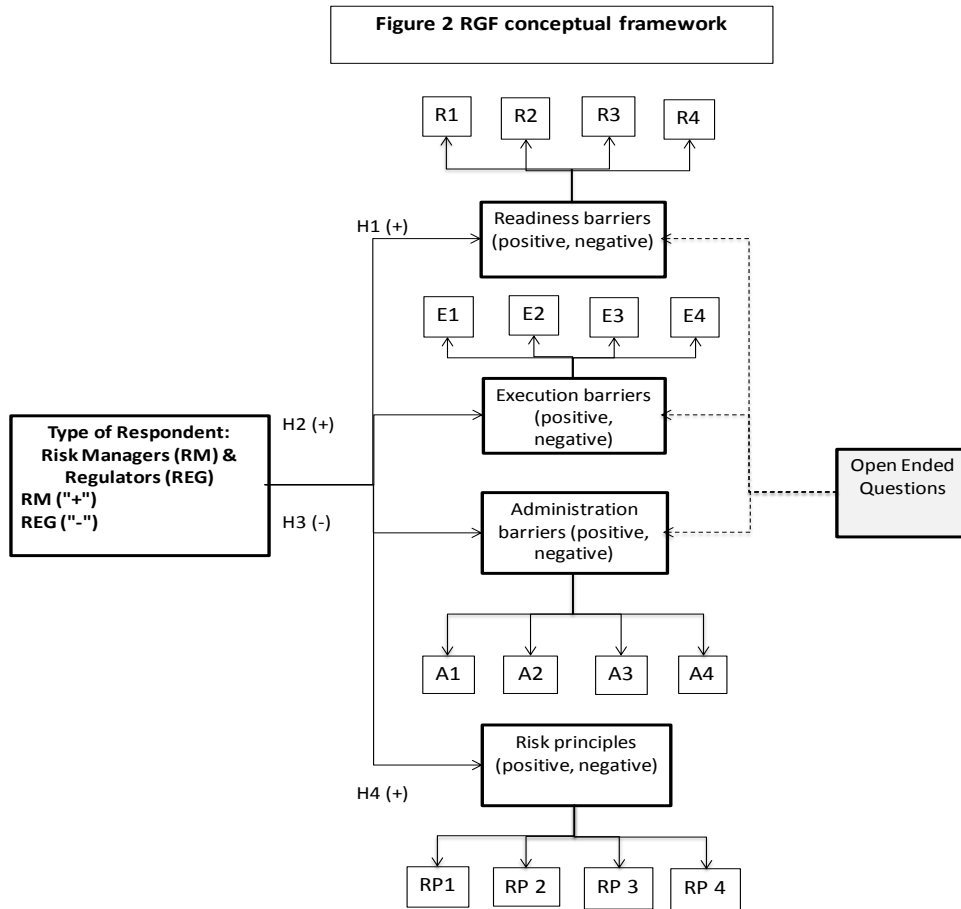 Figure 2 RGF conceptual framework
R1
R2
R3
R4
H1 (+)
Readiness barriers
(positive, negative)
E1
E2
E3
E4
Execution barriers
(positive,
negative)
H2 (+)
Type of Respondent:
Risk Managers (RM) &
Regulators (REG)
RM ("+")
REG ("-")
H3 (-)
Open Ended
Questions
Administration
barriers (positive,
negative)
A1
A2
A3
A4
Risk principles
(positive, negative)
H4 (+)
RP1
RP 2
RP 3
RP 4